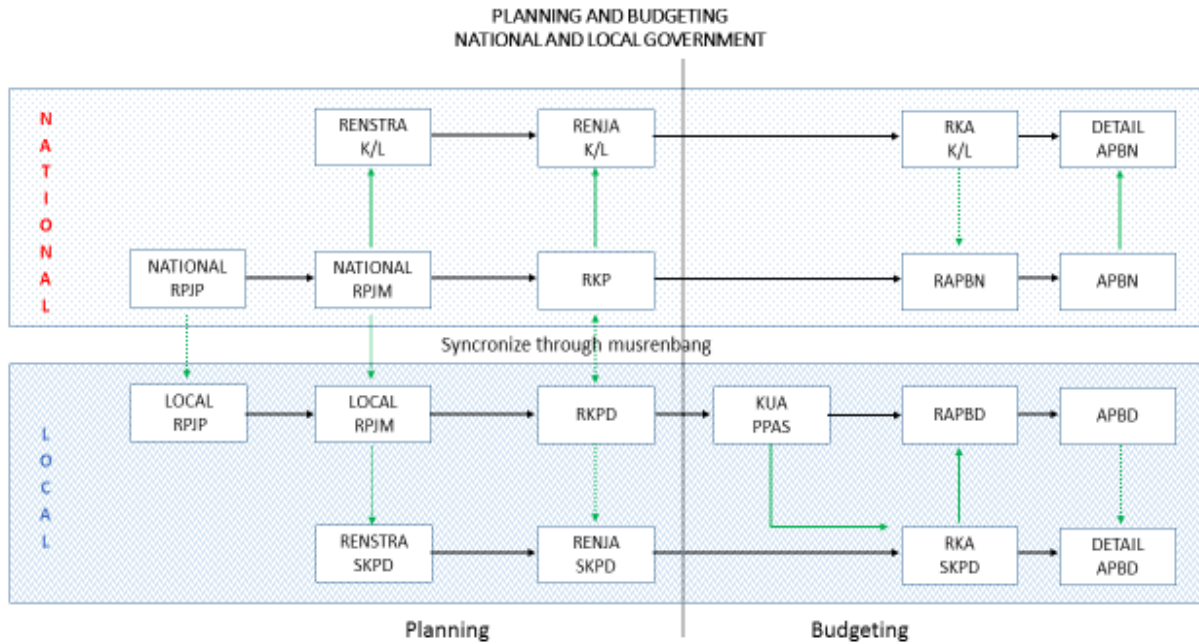 PLANNING AND BUDGETING
NATIONAL AND LOCAL GOVERNMENT
NATIONAL
RENSTRA
K/L
RENJA
K/L
RKA
K/L
DETAIL
APBN
NATIONAL
RPJP
NATIONAL
RPJM
RKP
RAPBN
APBN
Syncronize through musrenbang
LOCAL
LOCAL
RPJP
LOCAL
RPJM
RKPD
KUA
PPAS
RAPBD
APBD
RENSTRA
SKPD
RENJA
SKPD
RKA
SKPD
DETAIL
APBD
Planning
Budgeting